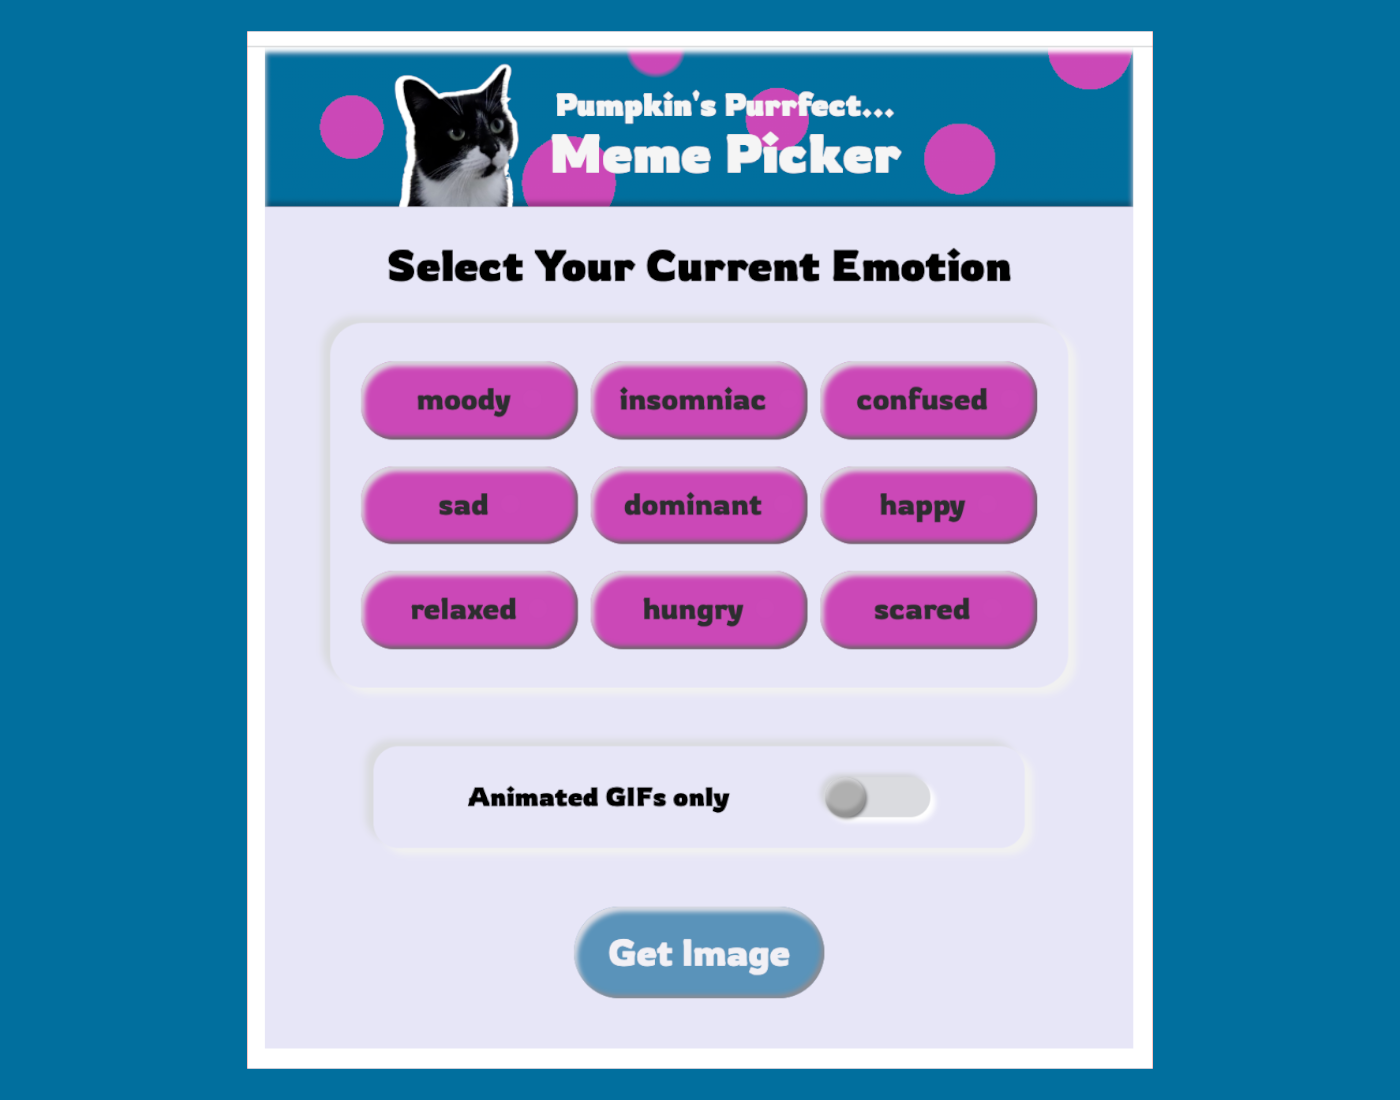 Pumpkin's Purrfect...
Meme Picker
Select Your Current Emotion
moody insomniac confused
sad dominant happy
relaxed hungry scared
Animated GIFs only
Get Image